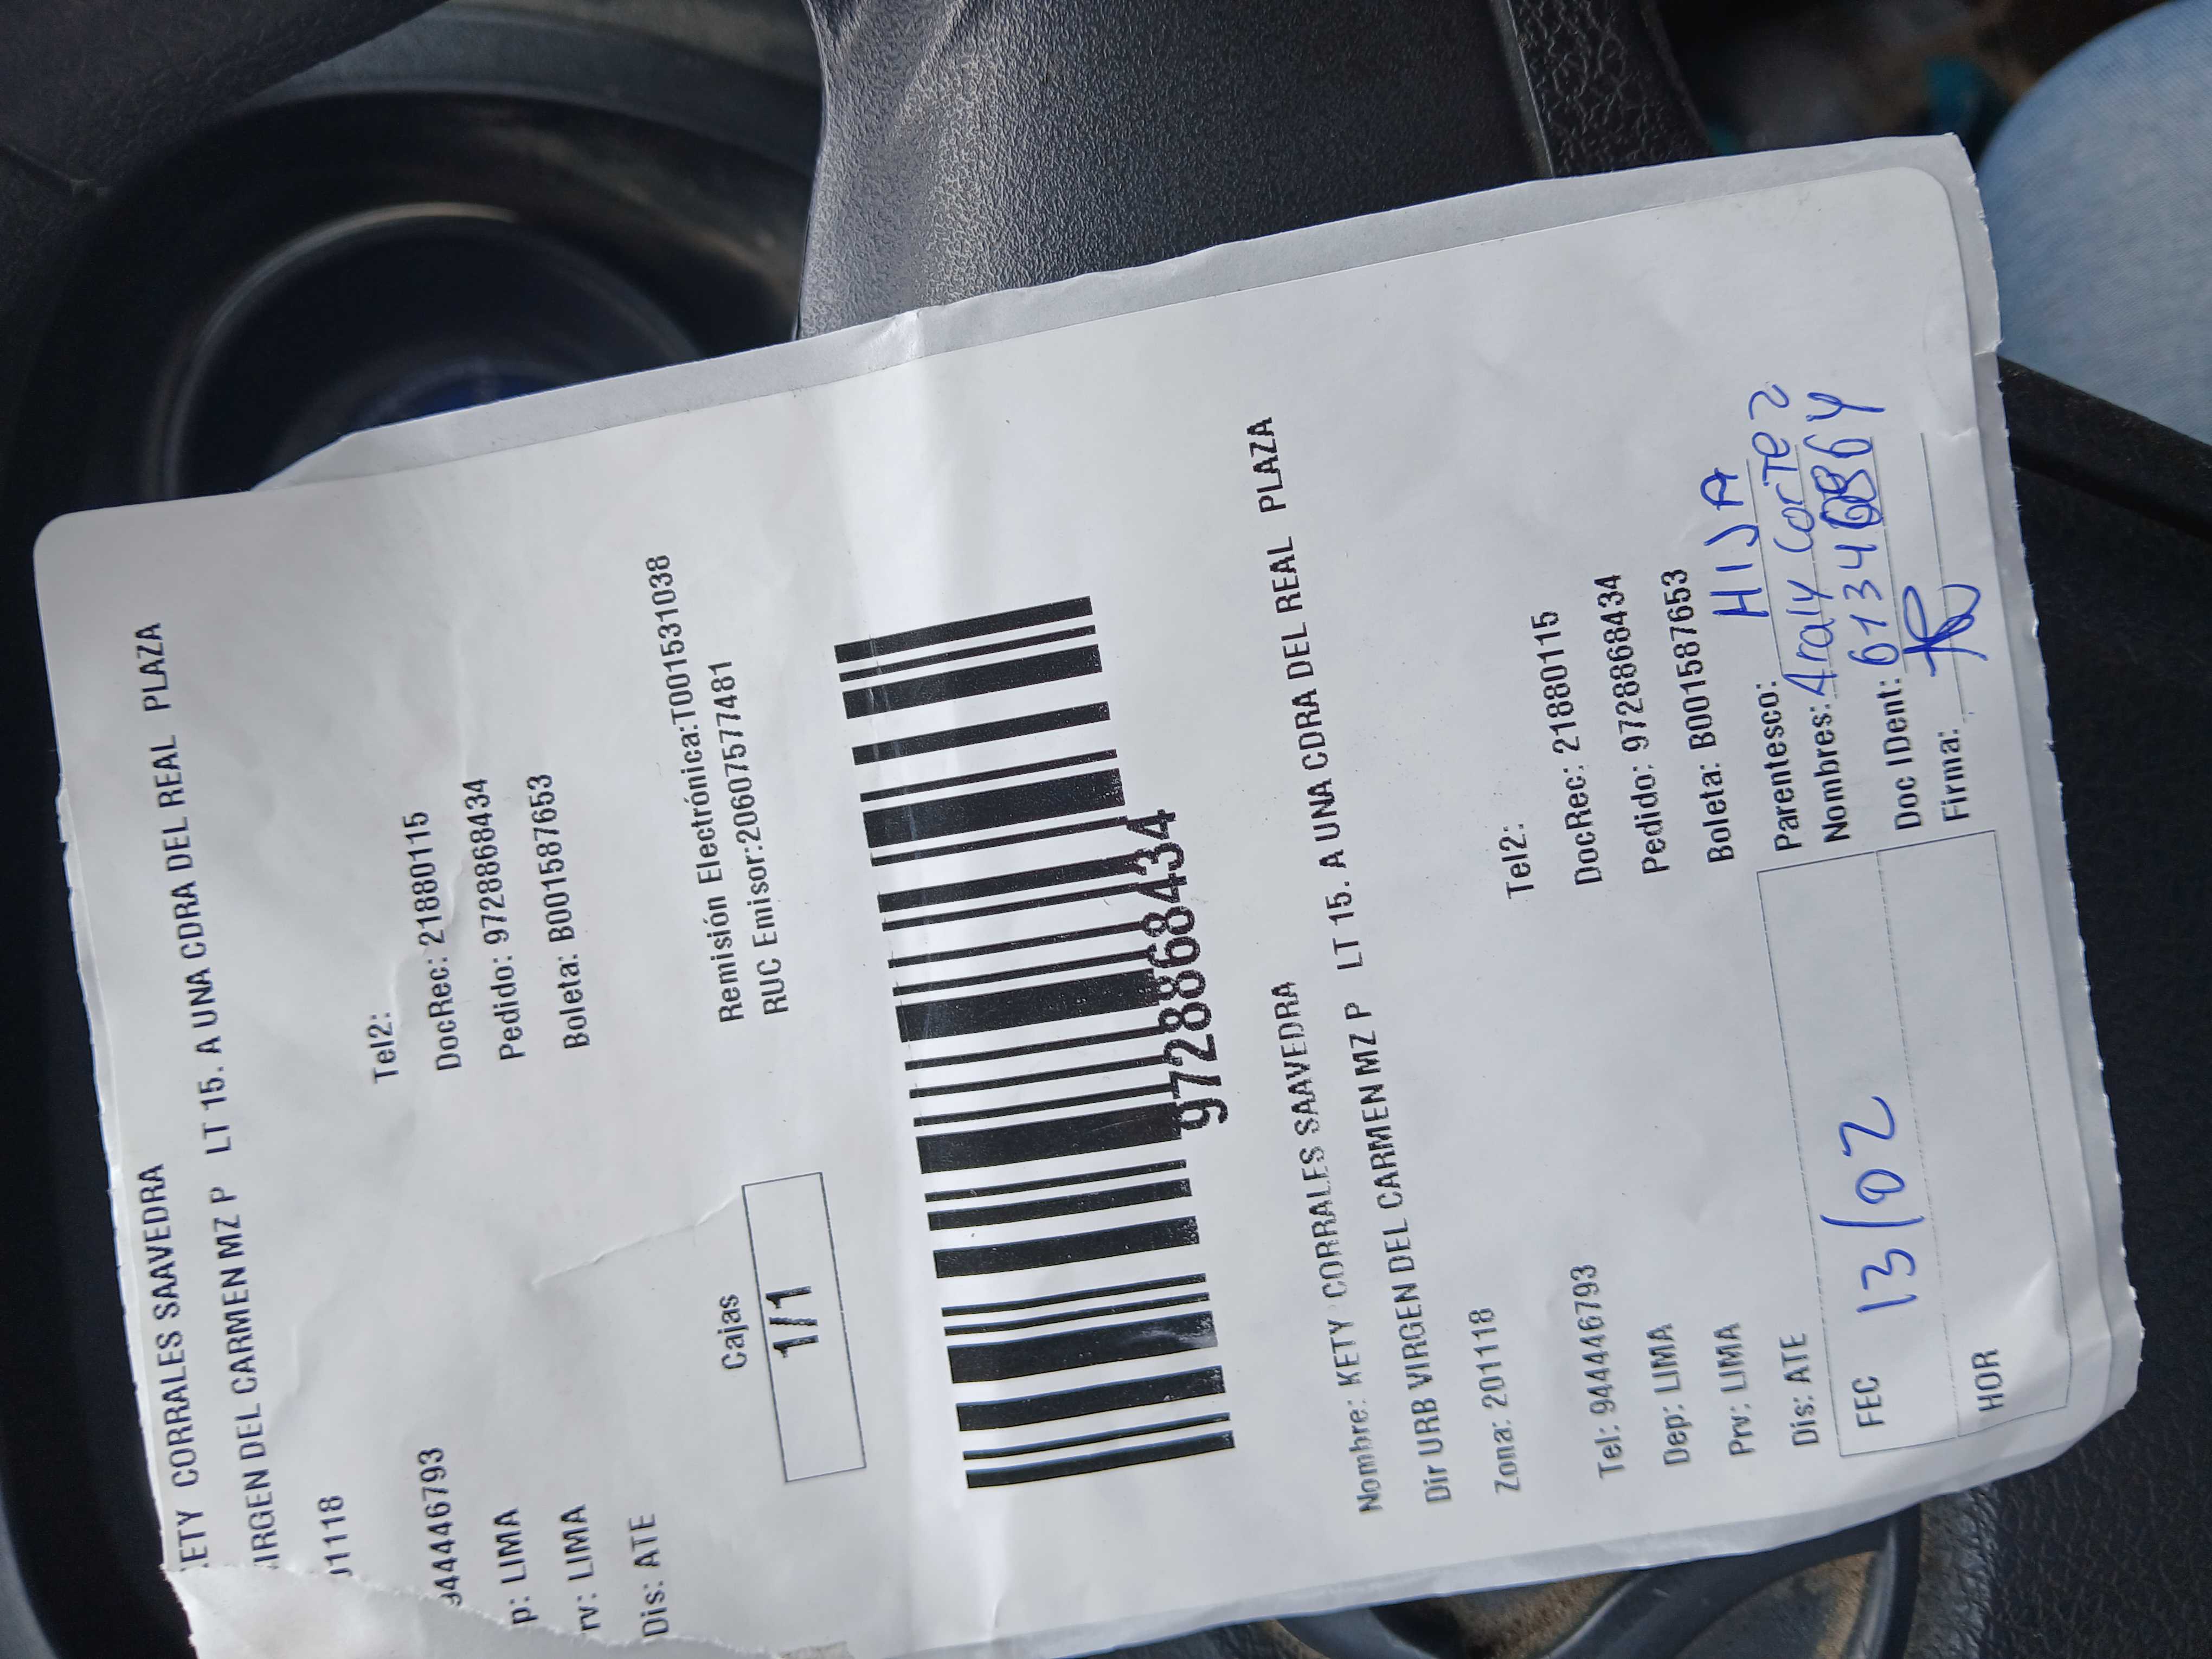 KETY CORRALES SAAVEDRA
VIRGEN DEL CARMEN MZ P LT 15. A UNA CDRA DEL REAL PLAZA
01118
Tel2:
944446793 DocRec: 21880115
p: LIMA Pedido: 9728868434
rv: LIMA Boleta: B001587653
Dis: ATE
Cajas Remisión Electrónica:T001531038
1/1 RUC Emisor:20607577481
9728868434
Nombre: KETY CORRALES SAAVEDRA
Dir URB VIRGEN DEL CARMEN MZ P LT 15. A UNA CDRA DEL REAL PLAZA
Zona: 201118
Tel2:
Tel: 944446793 DocRec: 21880115
Dep: LIMA Pedido: 9728868434
Prv: LIMA Boleta: B001587653
Dis: ATE Parentesco: HIJA
FEC 13/02 Nombres: Araly Cortez
Doc IDent:
HOR Firma: